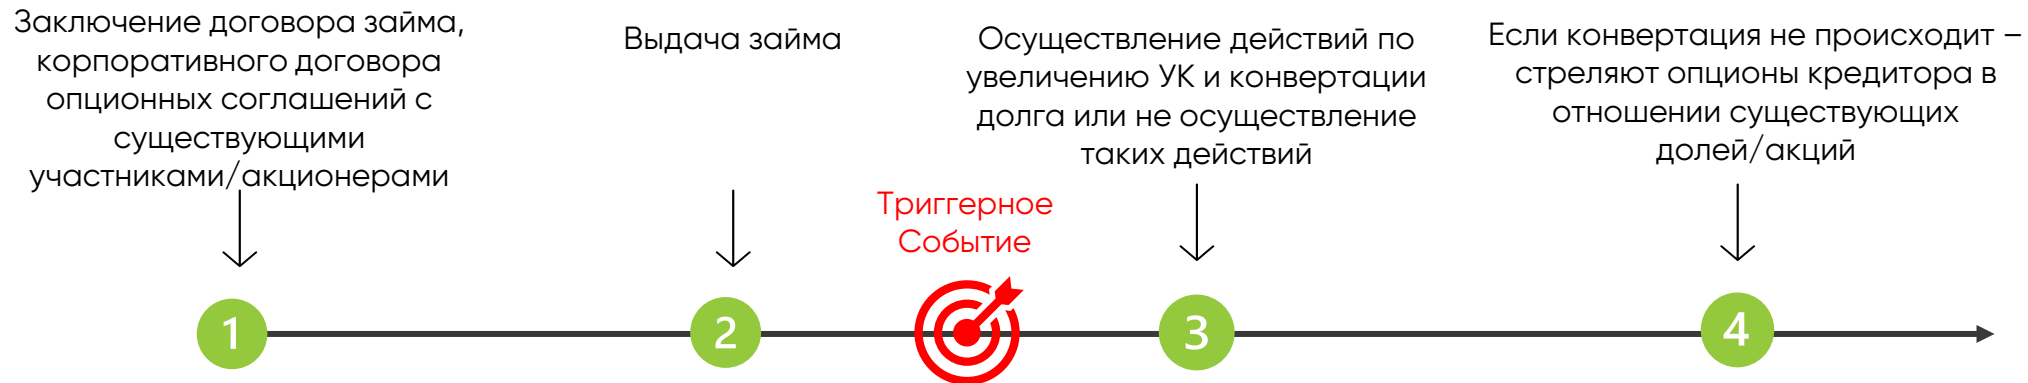 Заключение договора займа,
корпоративного договора
опционных соглашений с
существующими
участниками/акционерами
Выдача займа
Триггерное
Событие
Осуществление действий по
увеличению УК и конвертации
долга или не осуществление
таких действий
Если конвертация не происходит –
стреляют опционы кредитора в
отношении существующих
долей/акций
1
2
3
4